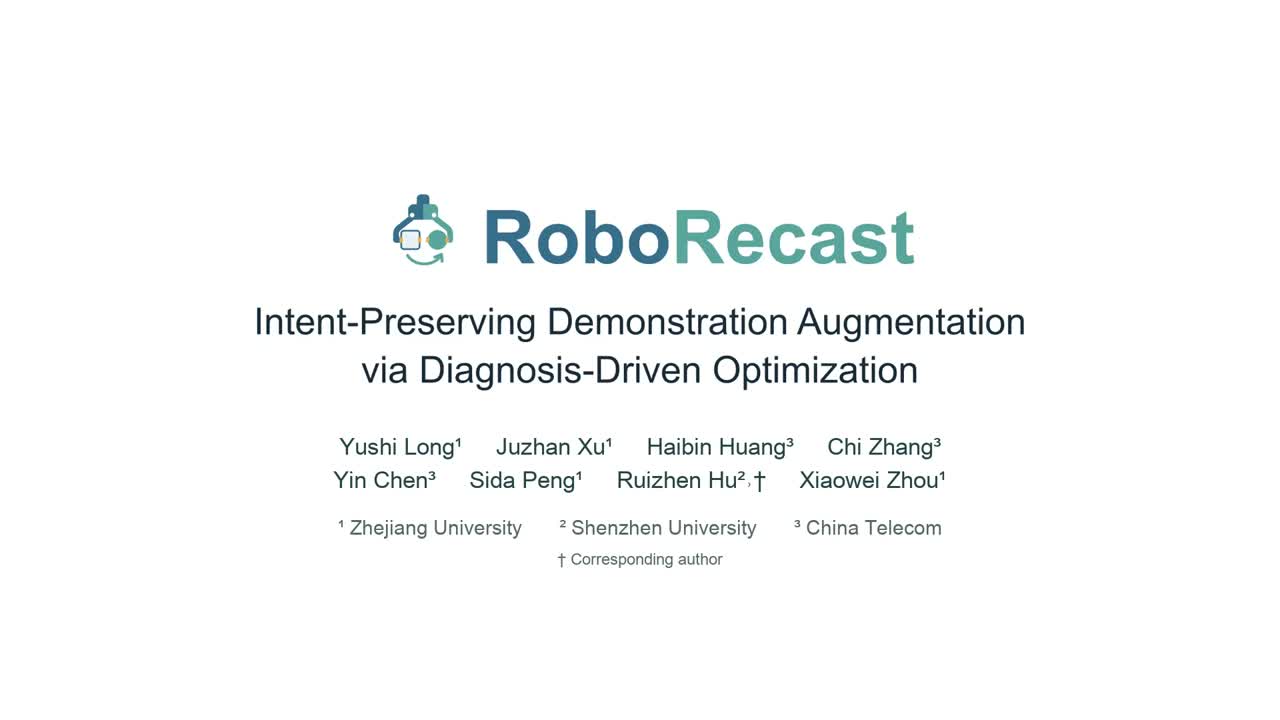 RoboRecast
Intent-Preserving Demonstration Augmentation
via Diagnosis-Driven Optimization
Yushi Long¹ Juzhan Xu¹ Haibin Huang³ Chi Zhang³
Yin Chen³ Sida Peng¹ Ruizhen Hu²,† Xiaowei Zhou¹
¹ Zhejiang University ² Shenzhen University ³ China Telecom
† Corresponding author